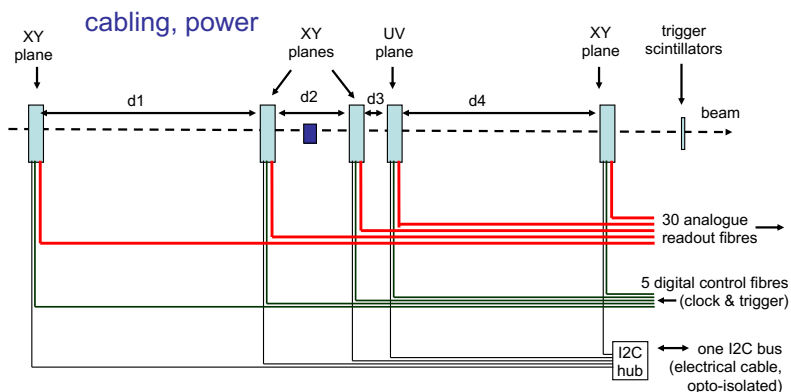 cabling, power
XY
plane
XY
planes
UV
plane
XY
plane
trigger
scintillators
d1
d2
d3
d4
beam
30 analogue
readout fibres
5 digital control fibres
(clock & trigger)
I2C
hub
one I2C bus
(electrical cable,
opto-isolated)